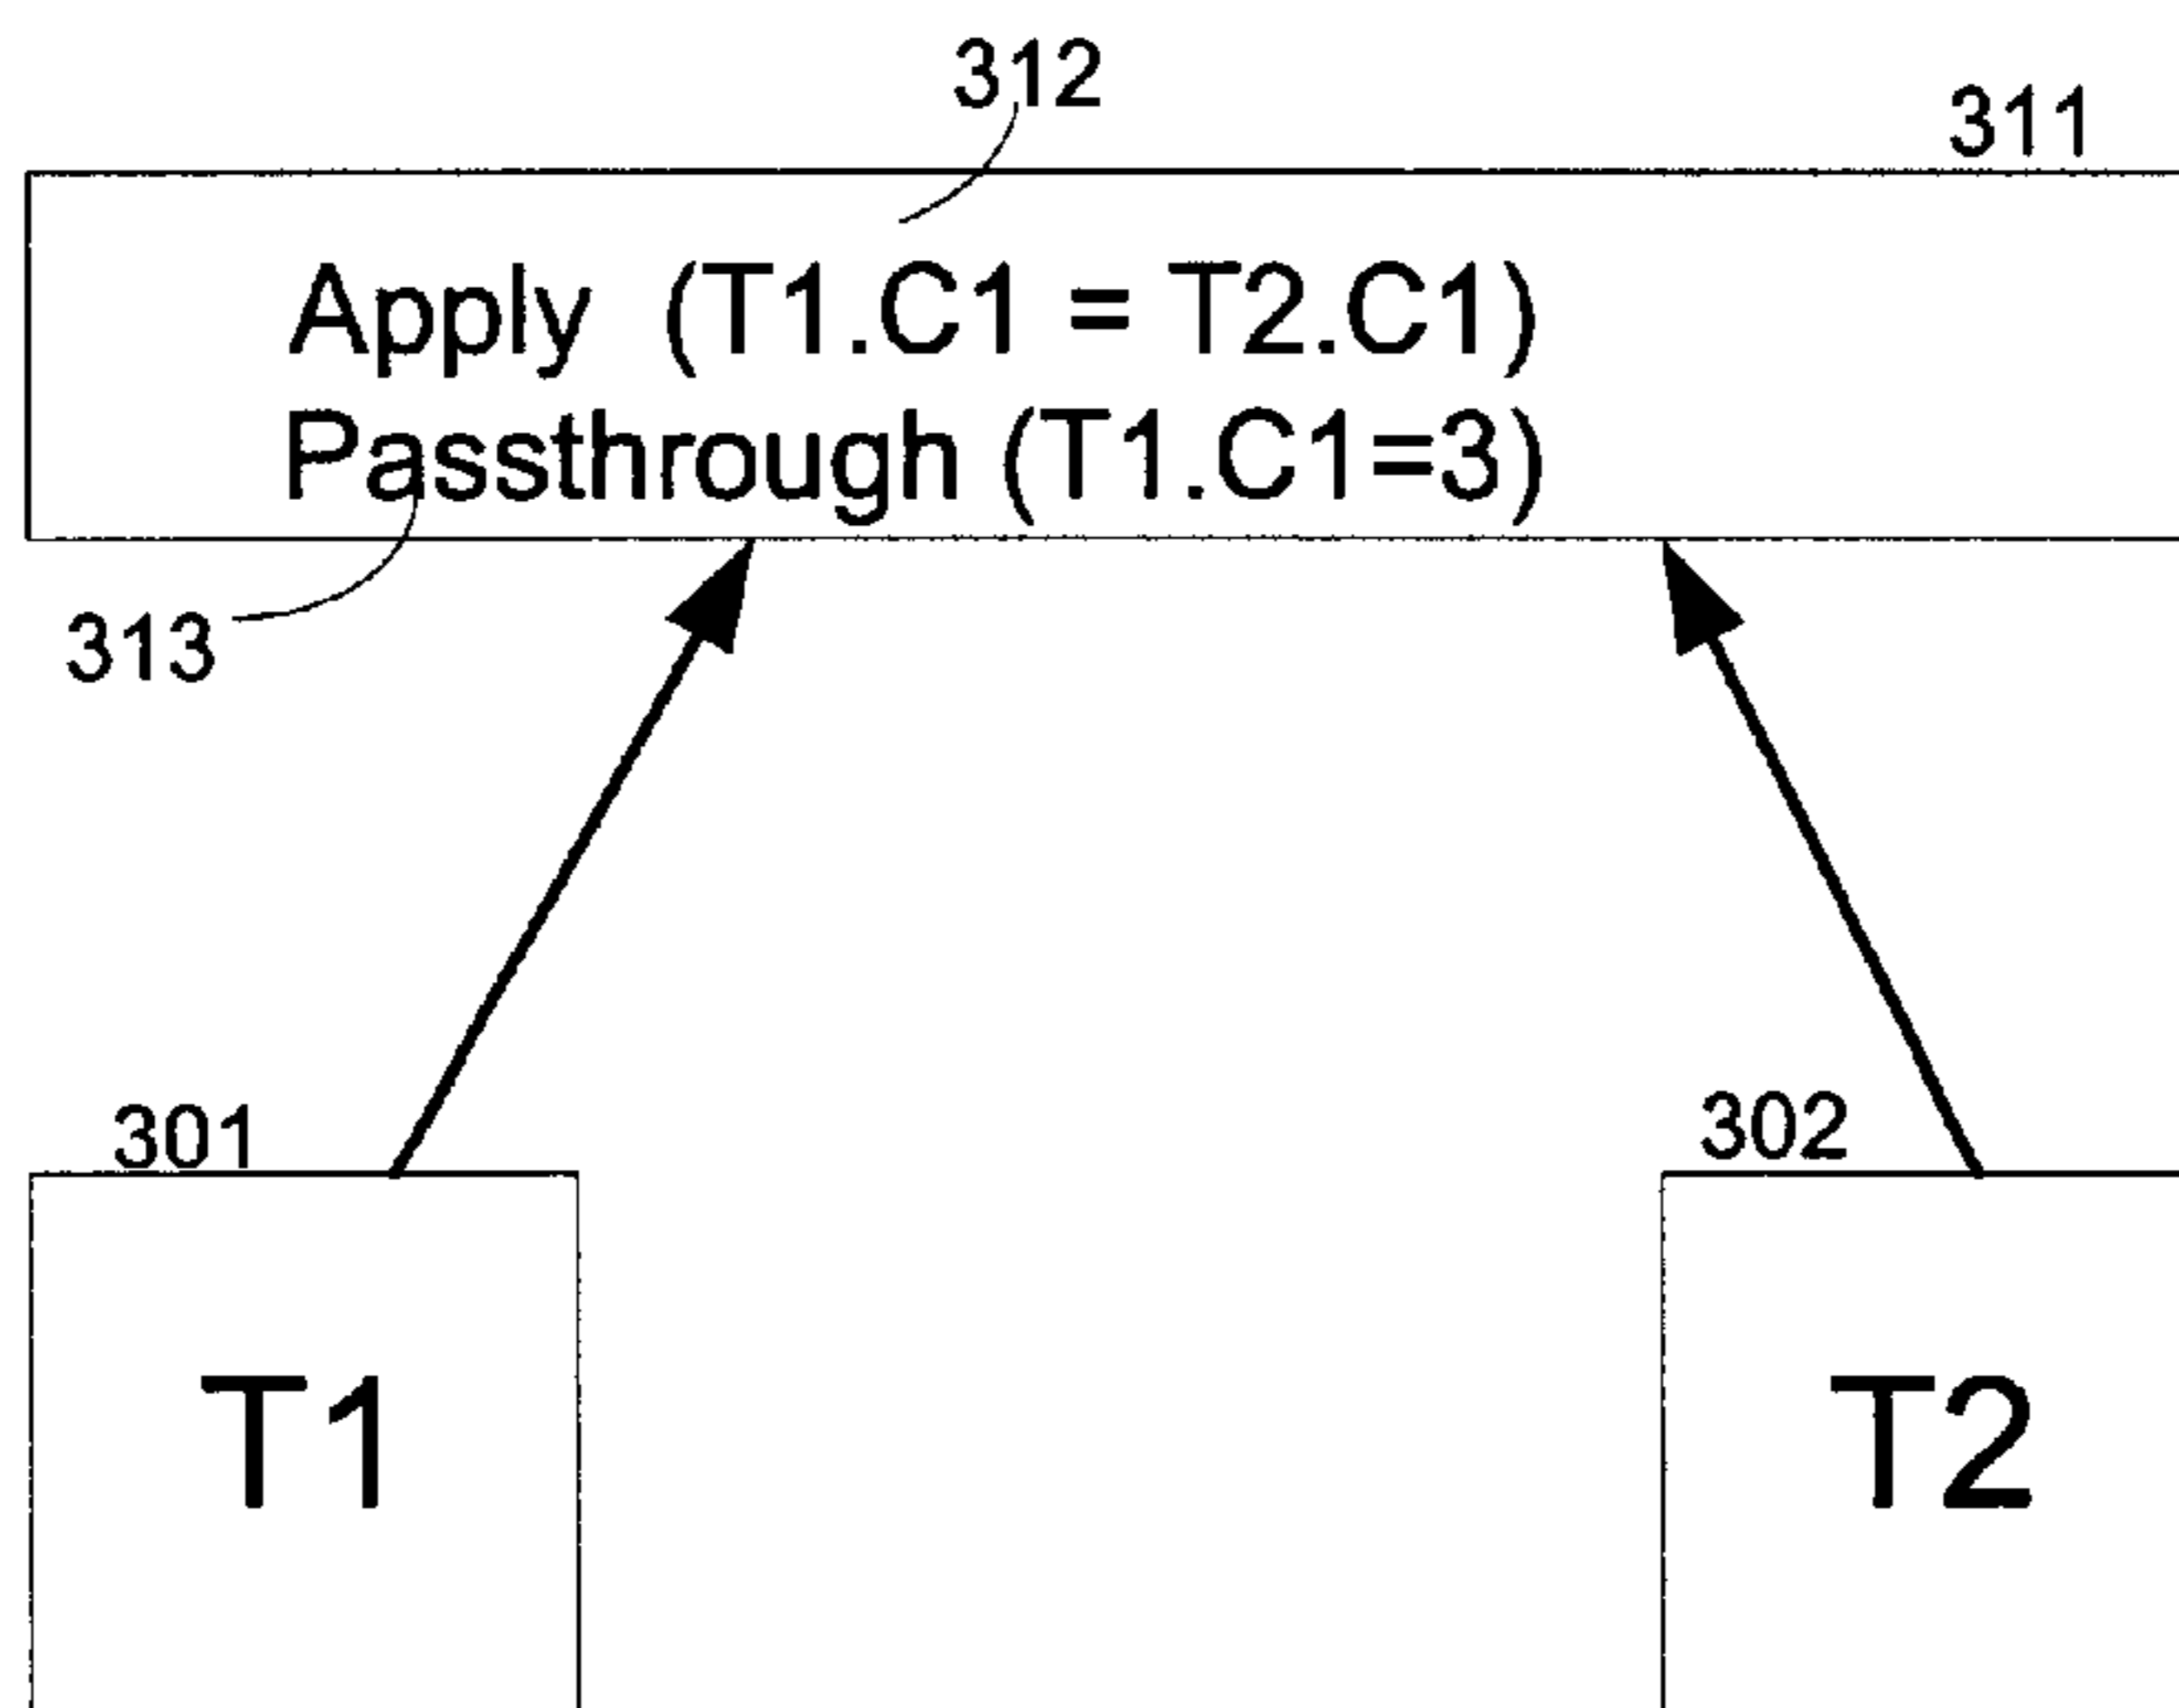 312
311
Apply (T1.C1 = T2.C1)
Passthrough (T1.C1=3)
313
301
302
T1
T2